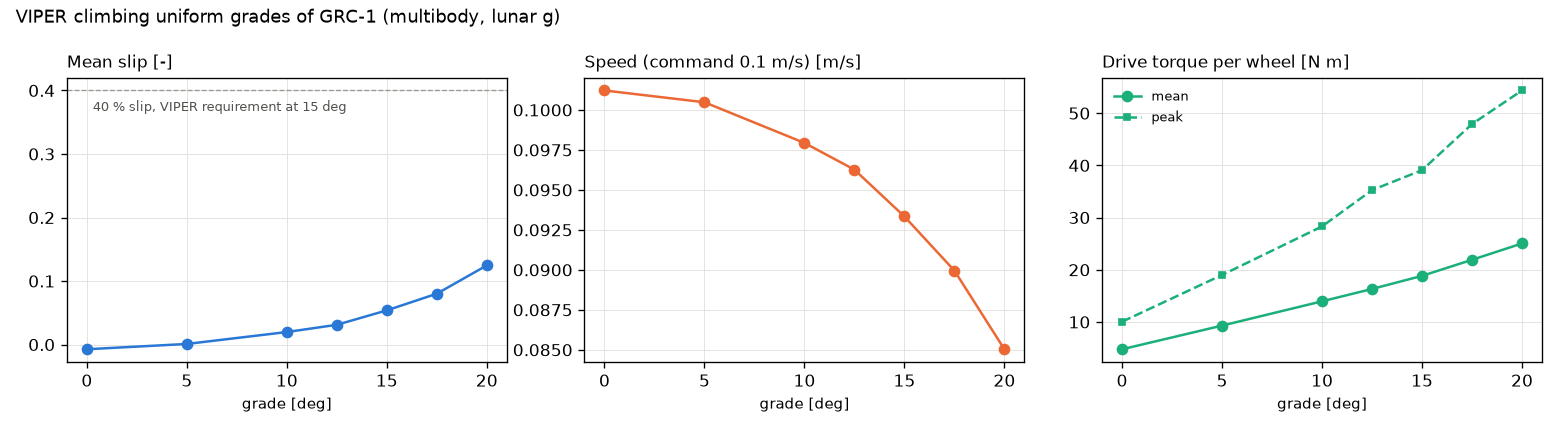 VIPER climbing uniform grades of GRC-1 (multibody, lunar g)
Mean slip [-]
0.4
0.3
0.2
0.1
0.0
40 % slip, VIPER requirement at 15 deg
0 5 10 15 20
grade [deg]
Speed (command 0.1 m/s) [m/s]
0.1000
0.0975
0.0950
0.0925
0.0900
0.0875
0.0850
0 5 10 15 20
grade [deg]
Drive torque per wheel [N m]
mean
peak
50
40
30
20
10
0 5 10 15 20
grade [deg]